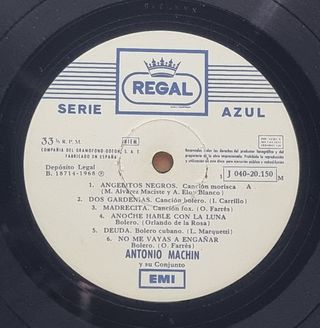 REGAL
SERIE AZUL
33⅓ R. P. M.
COMPAÑIA DEL GRAMOFONO-ODEON, S. A. E.
FABRICADO EN ESPAÑA
BIEM
Depósito Legal
B. 18714-1968
J 040-20.150 M
1. ANGELITOS NEGROS. Canción morisca A
(M. Alvarez Maciste y A. Eloy Blanco)
2. DOS GARDENIAS. Canción bolero. (I. Carrillo)
3. MADRECITA. Canción fox. (O. Farrés)
4. ANOCHE HABLE CON LA LUNA
Bolero. (Orlando de la Rosa)
5. DEUDA. Bolero cubano. (L. Marquetti)
6. NO ME VAYAS A ENGAÑAR
Bolero. (O. Farrés)
ANTONIO MACHIN
y su Conjunto
EMI